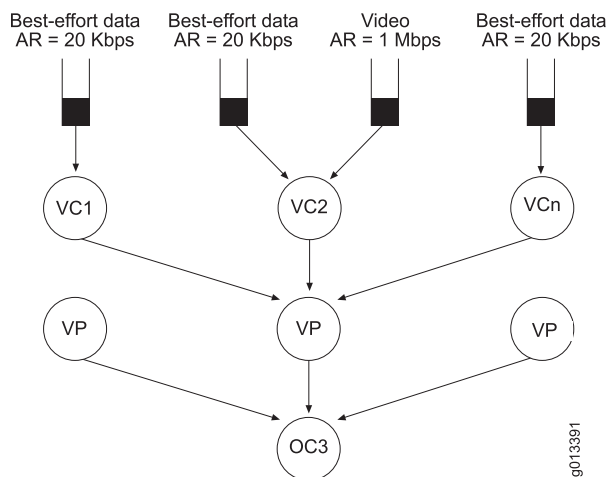 Best-effort data
AR = 20 Kbps
Best-effort data
AR = 20 Kbps
Video
AR = 1 Mbps
Best-effort data
AR = 20 Kbps
VC1
VC2
VCn
VP
VP
VP
OC3
g013391